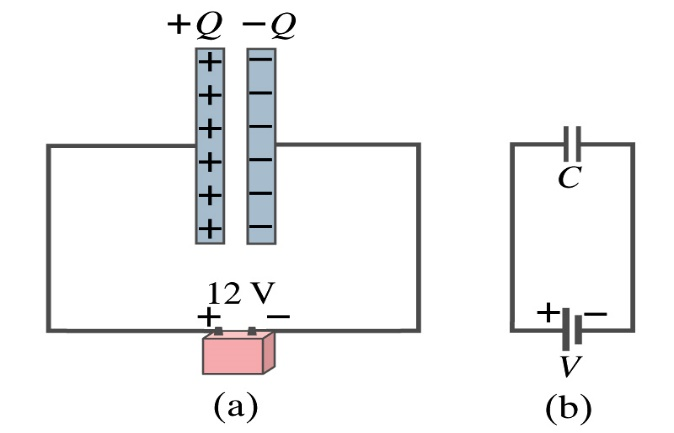 +Q −Q
+ −
+ −
+ −
+ −
+ −
+ −
C
12 V
+ −
+ −
V
(a)
(b)